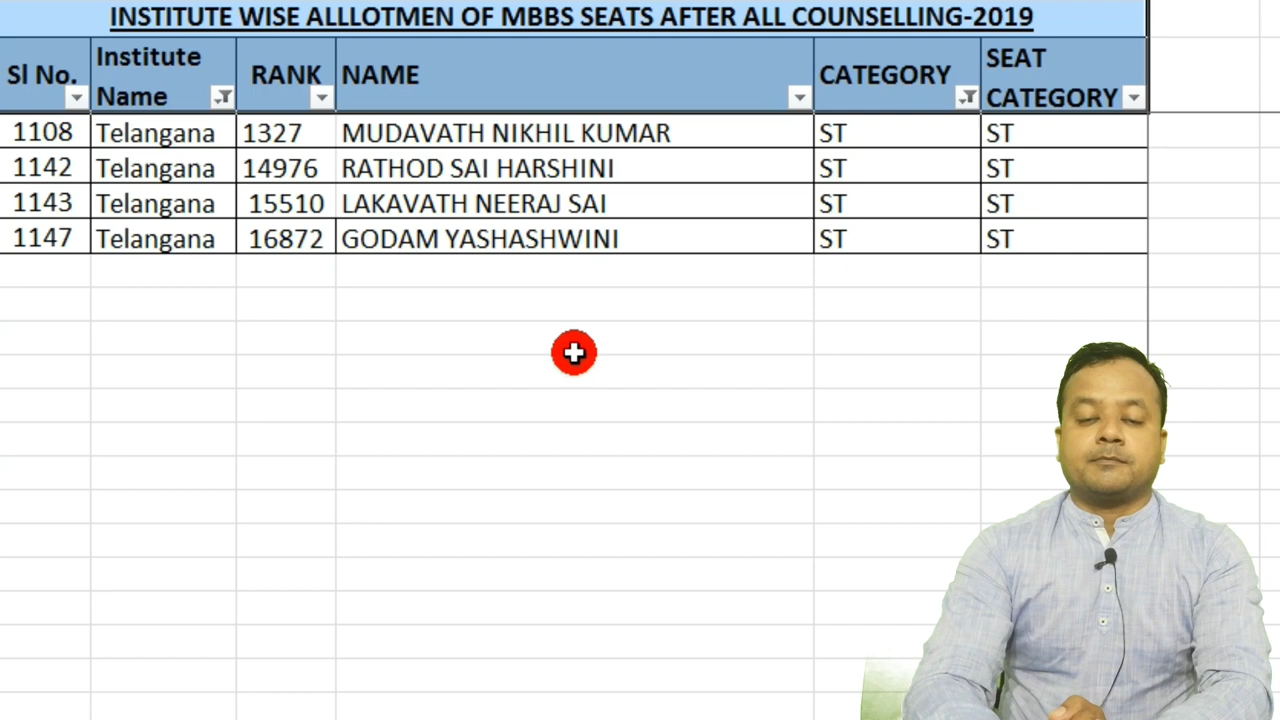 INSTITUTE WISE ALLLOTMEN OF MBBS SEATS AFTER ALL COUNSELLING-2019
Sl No. Institute Name RANK NAME CATEGORY SEAT CATEGORY
1108 Telangana 1327 MUDAVATH NIKHIL KUMAR ST ST
1142 Telangana 14976 RATHOD SAI HARSHINI ST ST
1143 Telangana 15510 LAKAVATH NEERAJ SAI ST ST
1147 Telangana 16872 GODAM YASHASHWINI ST ST